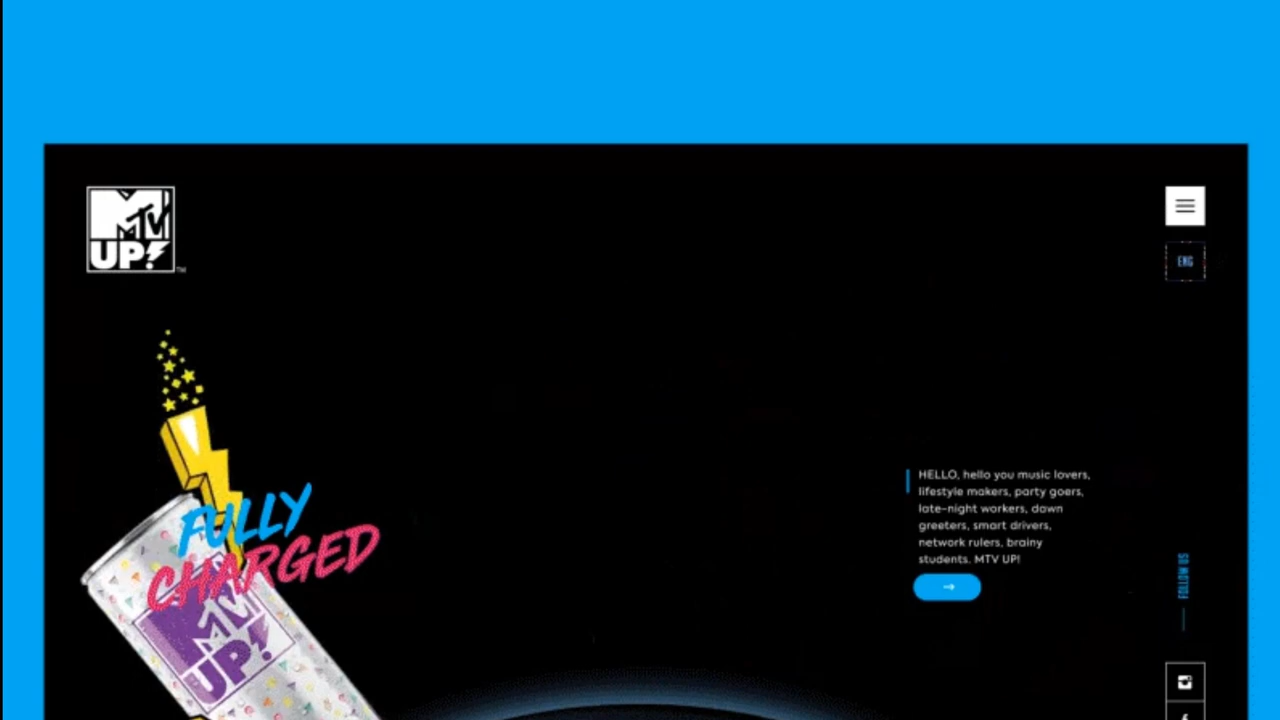 MTV
UP!
TM
ENG
FULLY
CHARGED
MTV
UP!
HELLO, hello you music lovers,
lifestyle makers, party goers,
late-night workers, dawn
greeters, smart drivers,
network rulers, brainy
students. MTV UP!
FOLLOW US